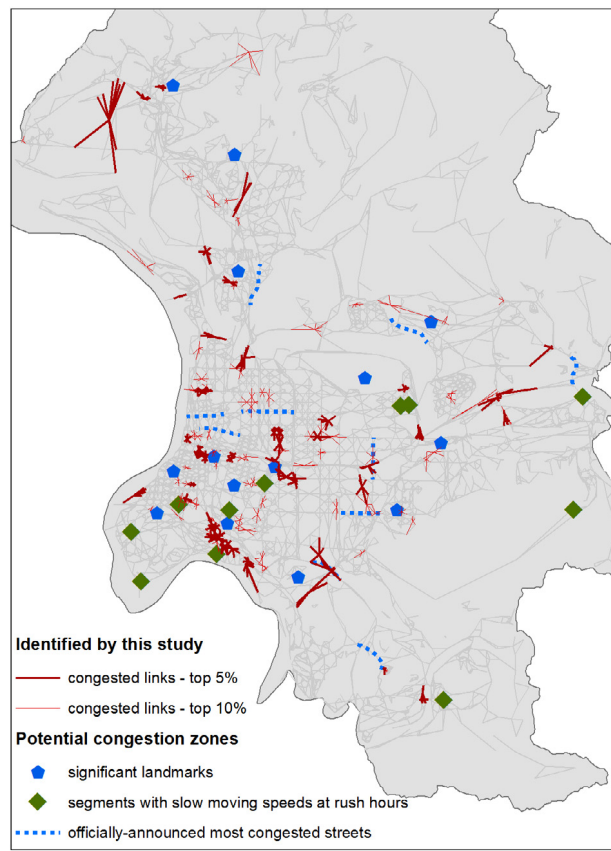 Identified by this study
congested links - top 5%
congested links - top 10%
Potential congestion zones
significant landmarks
segments with slow moving speeds at rush hours
officially-announced most congested streets